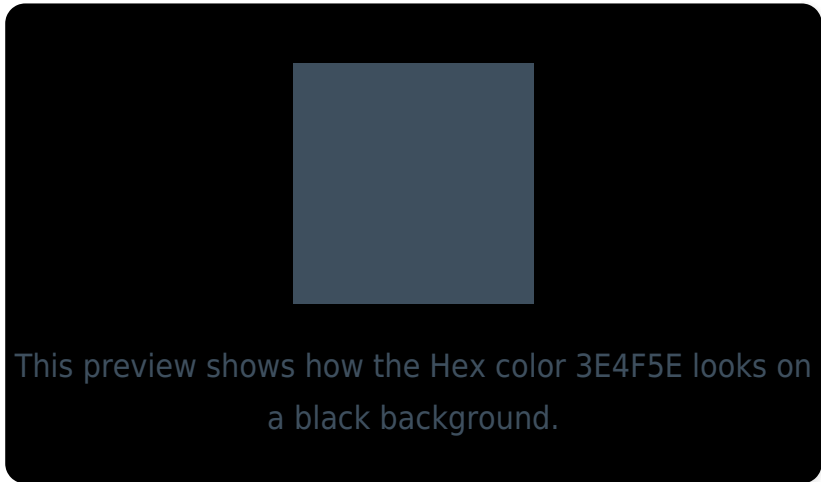 This preview shows how the Hex color 3E4F5E looks on
a black background.